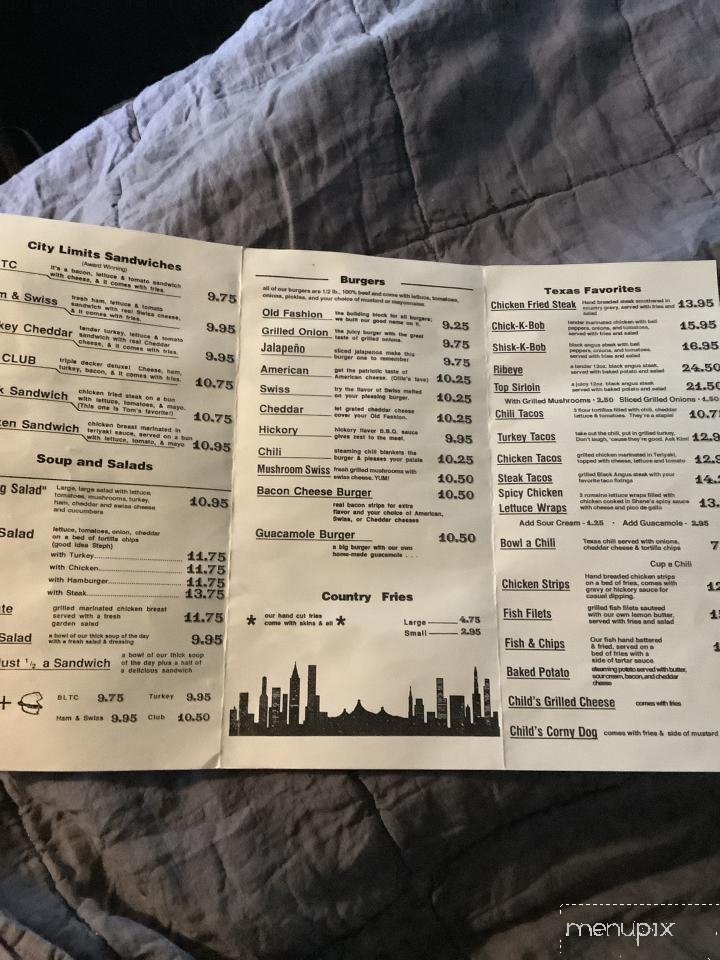 City Limits Sandwiches
(Award Winning)
TC
it's a bacon, lettuce & tomato sandwich
with cheese, & it comes with fries.
9.75
m & Swiss
fresh ham, lettuce & tomato
sandwich with real Swiss cheese,
& it comes with fries.
9.95
key Cheddar
tender turkey, lettuce & tomato
sandwich with real Cheddar
cheese, & it comes with fries.
9.95
CLUB
triple decker deluxe! Cheese, ham,
turkey, bacon, & it comes with fries.
10.75
k Sandwich
chicken fried steak on a bun
with lettuce, tomatoes, & mayo.
(This one is Tom's favorite!)
10.75
ken Sandwich
chicken breast marinated in
teriyaki sauce, served on a bun
with lettuce, tomato, & mayo
10.95
Soup and Salads
g Salad"
Large, large salad with lettuce,
tomatoes, mushrooms, turkey,
ham, cheddar and swiss cheese
and cucumbers
10.95
Salad
lettuce, tomatoes, onion, cheddar
on a bed of tortilla chips
(good idea Steph)
with Turkey 11.75
with Chicken 11.75
with Hamburger 11.75
with Steak 13.75
grilled marinated chicken breast
served with a fresh
garden salad
11.75
Salad
a bowl of our thick soup of the day
with a fresh salad & dressing
9.95
ust 1/2 a Sandwich
a bowl of our thick soup
of the day plus a half of
a delicious sandwich
+
BLTC 9.75 Turkey 9.95
Ham & Swiss 9.95 Club 10.50
Burgers
all of our burgers are 1/2 lb., 100% beef and comes with lettuce, tomatoes,
onions, pickles, and your choice of mustard or mayonnaise.
Old Fashion
the building block for all burgers;
we built our good name on it.
9.25
Grilled Onion
the juicy burger with the great
taste of grilled onions.
9.75
Jalapeño
sliced jalapenos make this
burger one to remember
9.75
American
get the patriotic taste of
American cheese. (Ollie's fave)
10.25
Swiss
try the flavor of Swiss melted
on your pleasing burger.
10.25
Cheddar
let grated cheddar cheese
cover your Old Fashion.
10.25
Hickory
hickory flavor B.B.Q. sauce
gives zest to the meat.
9.95
Chili
steaming chili blankets the
burger & pleases your palate
10.25
Mushroom Swiss
fresh grilled mushrooms with
swiss cheese. YUM!
10.50
Bacon Cheese Burger 10.50
real bacon strips for extra
flavor and your choice of American,
Swiss, or Cheddar cheeses
Guacamole Burger 10.50
a big burger with our own
home-made guacamole . . .
Country Fries
* our hand cut fries
come with skins & all *
Large 4.75
Small 2.95
Texas Favorites
Chicken Fried Steak
Hand breaded steak smothered in
country gravy, served with fries and
salad
13.95
Chick-K-Bob
tender marinated chicken with bell
peppers, onions, and tomatoes,
served with fries and salad
15.95
Shisk-K-Bob
black angus steak with bell
peppers, onions, and tomatoes,
served with fries and salad
16.95
Ribeye
a tender 12oz. black angus steak,
served with baked potato and salad
24.50
Top Sirloin
a juicy 12oz. black angus steak
served with baked potato and salad
21.50
With Grilled Mushrooms • 2.50 Sliced Grilled Onions • 1.50
Chili Tacos
3 flour tortillas filled with chili, cheddar
lettuce & tomatoes. They're a staple!
10.7
Turkey Tacos
take out the chili, put in grilled turkey.
Don't laugh, 'cause they're good. Ask Kim!
12.9
Chicken Tacos
grilled chicken marinated in Teriyaki,
topped with cheese, lettuce and tomato
12.9
Steak Tacos
grilled Black Angus steak with your
favorite taco fixings
14.
Spicy Chicken
Lettuce Wraps
3 romaine lettuce wraps filled with
chicken cooked in Shane's spicy sauce
with cheese and pico de gallo
13.
Add Sour Cream - 1.25 • Add Guacamole - 2.95
Bowl a Chili
Texas chili served with onions,
cheddar cheese & tortilla chips
7
Cup a Chili
Chicken Strips
Hand breaded chicken strips
on a bed of fries, comes with
gravy or hickory sauce for
casual dipping
12
Fish Filets
grilled fish filets sauteed
with our own lemon butter,
served with fries and salad
Fish & Chips
Our fish hand battered
& fried, served on a
bed of fries with a
side of tartar sauce
1
Baked Potato
steaming potato served with butter,
sour cream, bacon, and cheddar
cheese
Child's Grilled Cheese comes with fries
Child's Corny Dog comes with fries & side of mustard
menupix